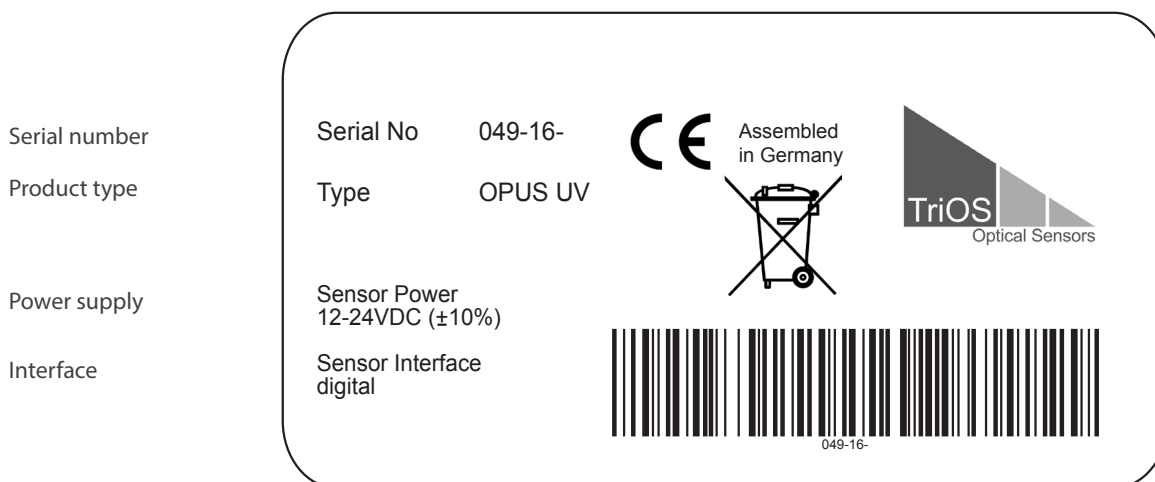 Serial number
Serial No 049-16-
Assembled
in Germany
Product type
Type OPUS UV
TriOS
Optical Sensors
Power supply
Sensor Power
12-24VDC (±10%)
Interface
Sensor Interface
digital
049-16-